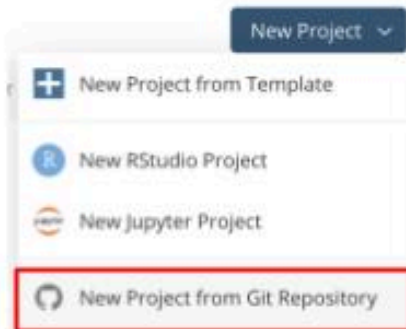 New Project
New Project from Template
New RStudio Project
New Jupyter Project
New Project from Git Repository